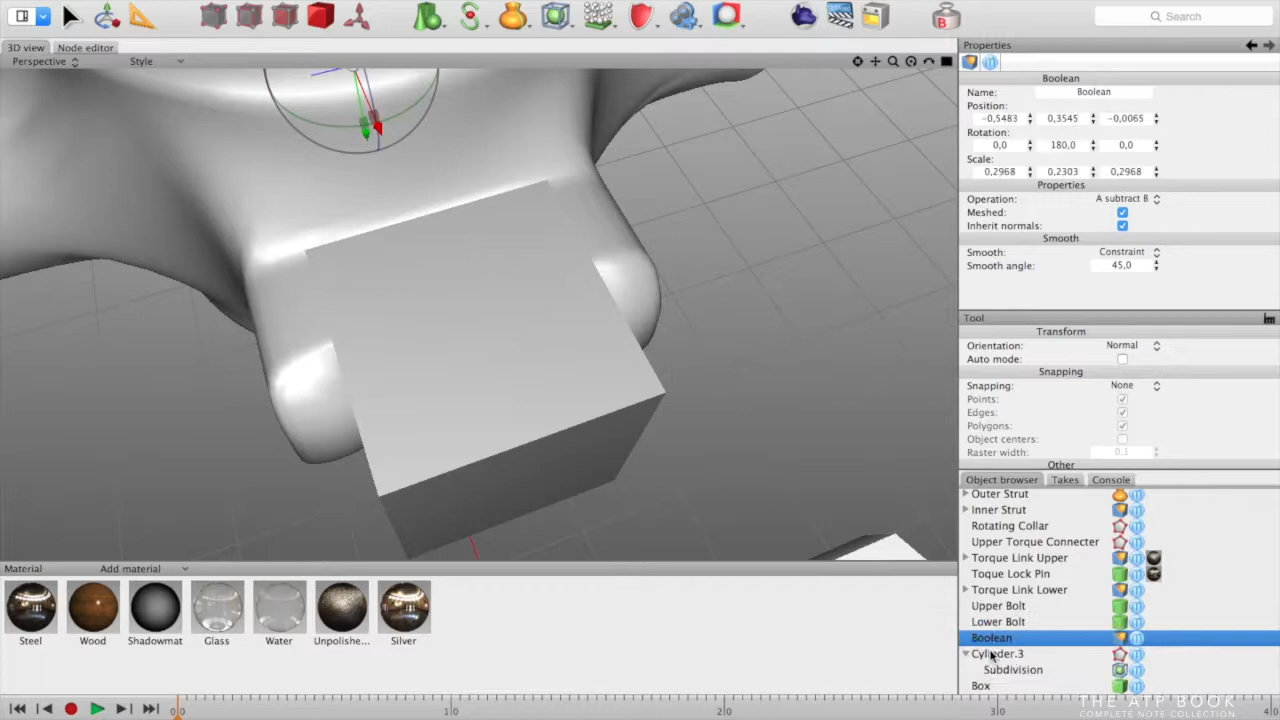 Search
3D view Node editor
Perspective Style
Properties
Boolean
Name: Boolean
Position:
-0,5483 0,3545 -0,0065
Rotation:
0,0 180,0 0,0
Scale:
0,2968 0,2303 0,2968
Properties
Operation: A subtract B
Meshed:
Inherit normals:
Smooth
Smooth: Constraint
Smooth angle: 45,0
Tool
Transform
Orientation: Normal
Auto mode:
Snapping
Snapping: None
Points:
Edges:
Polygons:
Object centers:
Raster width: 0,1
Other
Object browser Takes Console
Outer Strut
Inner Strut
Rotating Collar
Upper Torque Connecter
Torque Link Upper
Toque Lock Pin
Torque Link Lower
Upper Bolt
Lower Bolt
Boolean
Cylinder.3
Subdivision
Box
Material Add material
Steel Wood Shadowmat Glass Water Unpolishe... Silver
THE ATP BOOK
COMPLETE NOTE COLLECTION
0,0 1,0 2,0 3,0 4,0